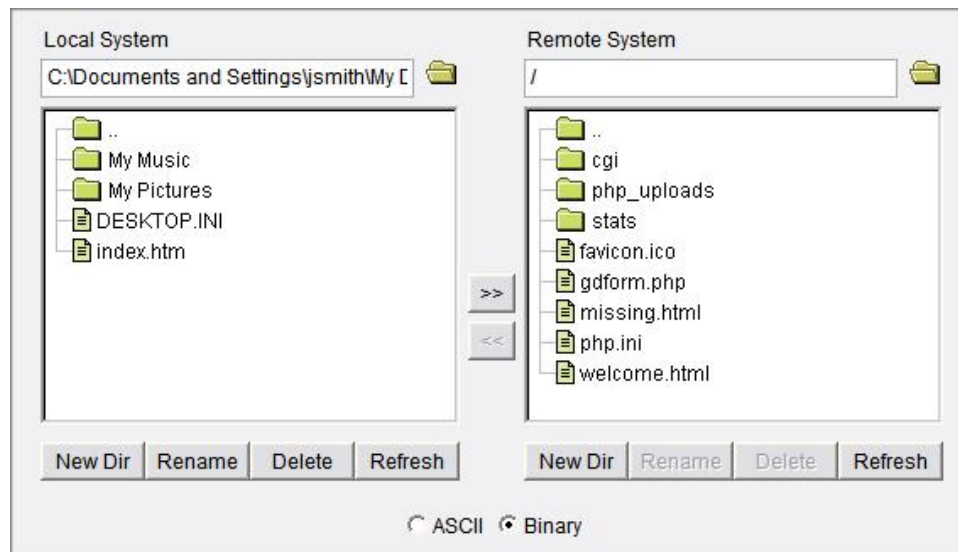 Local System
C:\Documents and Settings\jsmith\My D
..
My Music
My Pictures
DESKTOP.INI
index.htm
New Dir Rename Delete Refresh
>>
<<
Remote System
/
..
cgi
php_uploads
stats
favicon.ico
gdform.php
missing.html
php.ini
welcome.html
New Dir Rename Delete Refresh
ASCII Binary